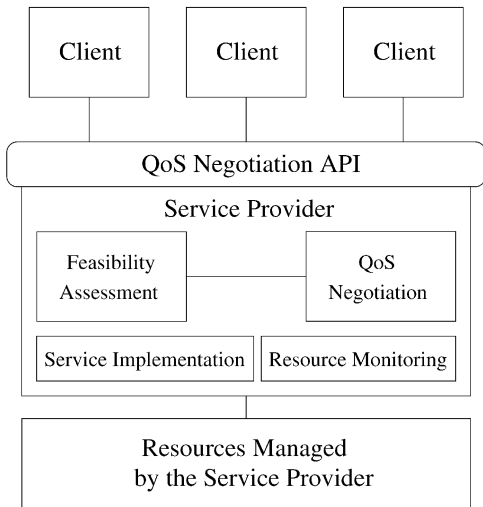 Client
Client
Client
QoS Negotiation API
Service Provider
Feasibility
Assessment
QoS
Negotiation
Service Implementation
Resource Monitoring
Resources Managed
by the Service Provider